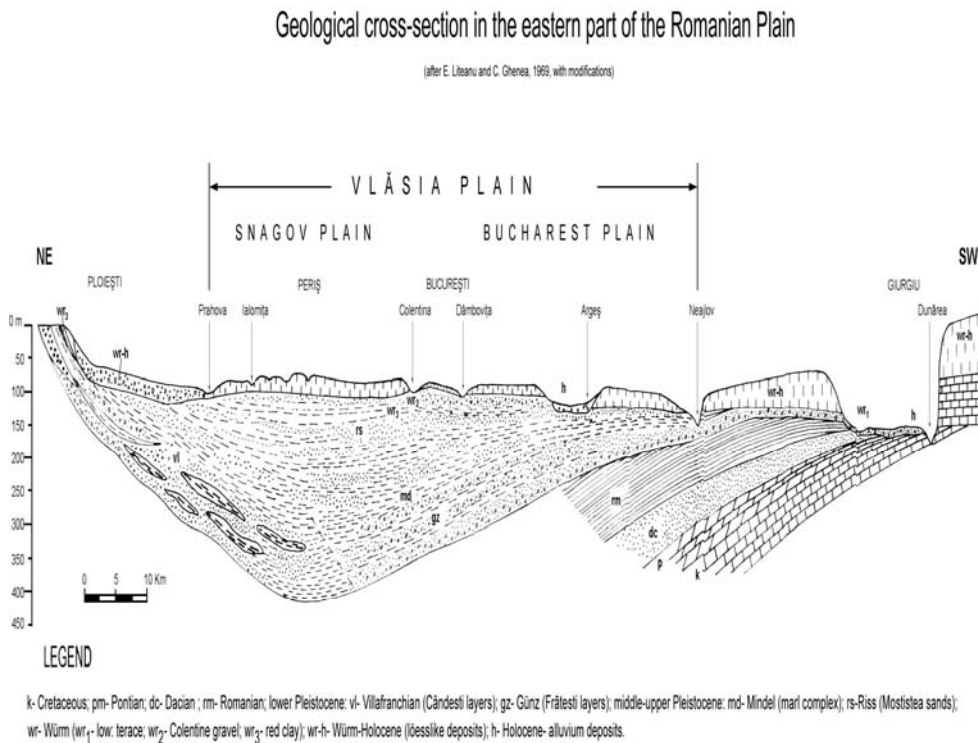 Geological cross-section in the eastern part of the Romanian Plain
(after E. Liteanu and C. Ghenea, 1969, with modifications)
VLĂSIA PLAIN
SNAGOV PLAIN BUCHAREST PLAIN
NE SW
PLOIEŞTI PERIŞ BUCUREŞTI GIURGIU
Prahova Ialomiţa Colentina Dâmboviţa Argeş Neajlov Dunărea
wr3
0 m
wr-h
wr-h
50
wr-h
h
100
wr2
wr3
wr1
h
rs
150
vl
200
md
250
gz
rm
300
dc
350
p
k
0 5 10 Km
400
450
LEGEND
k- Cretaceous; pm- Pontian; dc- Dacian ; rm- Romanian; lower Pleistocene: vl- Villafranchian (Cândesti layers); gz- Günz (Frătesti layers); middle-upper Pleistocene: md- Mindel (marl complex); rs-Riss (Mostistea sands);
wr- Würm (wr1- low: terace; wr2- Colentine gravel; wr3- red clay); wr-h- Würm-Holocene (löesslike deposits); h- Holocene- alluvium deposits.